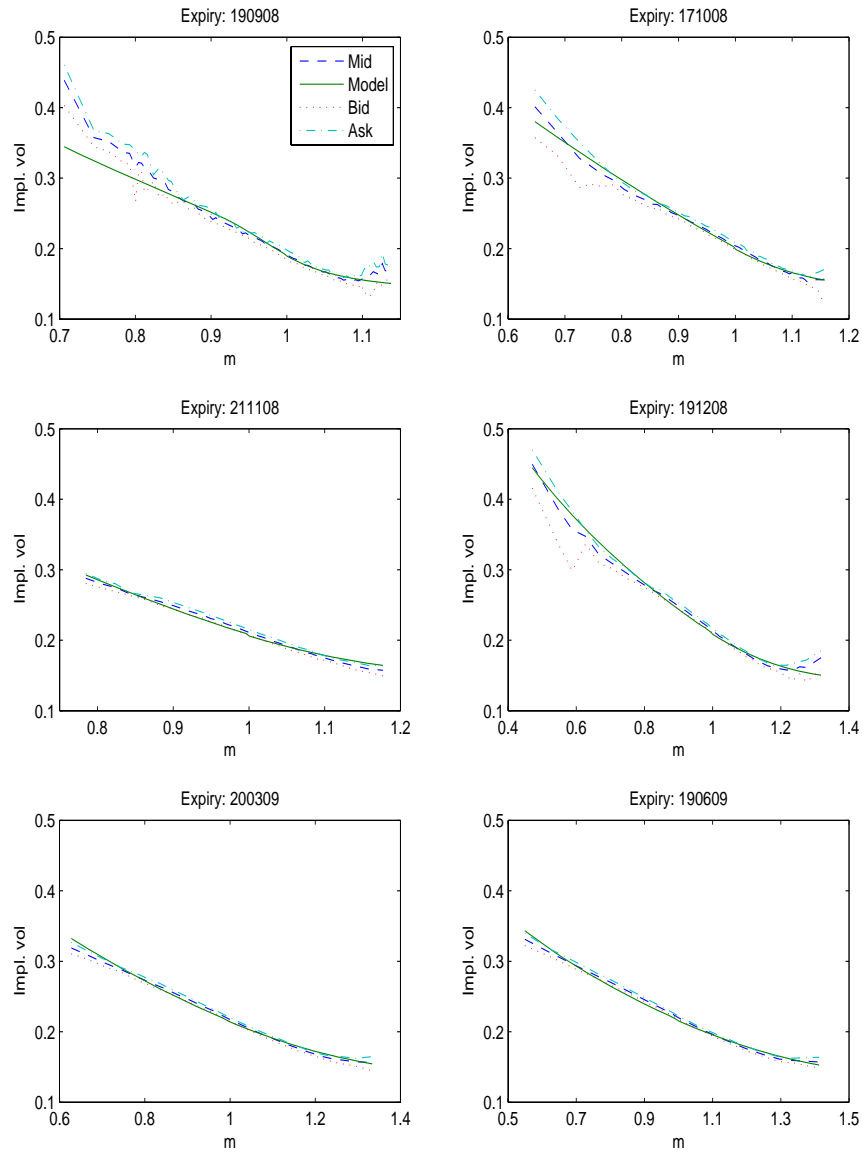 Expiry: 190908
0.5
0.4
0.3
0.2
0.1
Impl. vol
Mid
Model
Bid
Ask
0.7 0.8 0.9 1 1.1
m
Expiry: 171008
0.5
0.4
0.3
0.2
0.1
Impl. vol
0.6 0.7 0.8 0.9 1 1.1 1.2
m
Expiry: 211108
0.5
0.4
0.3
0.2
0.1
Impl. vol
0.8 0.9 1 1.1 1.2
m
Expiry: 191208
0.5
0.4
0.3
0.2
0.1
Impl. vol
0.4 0.6 0.8 1 1.2 1.4
m
Expiry: 200309
0.5
0.4
0.3
0.2
0.1
Impl. vol
0.6 0.8 1 1.2 1.4
m
Expiry: 190609
0.5
0.4
0.3
0.2
0.1
Impl. vol
0.5 0.7 0.9 1.1 1.3 1.5
m